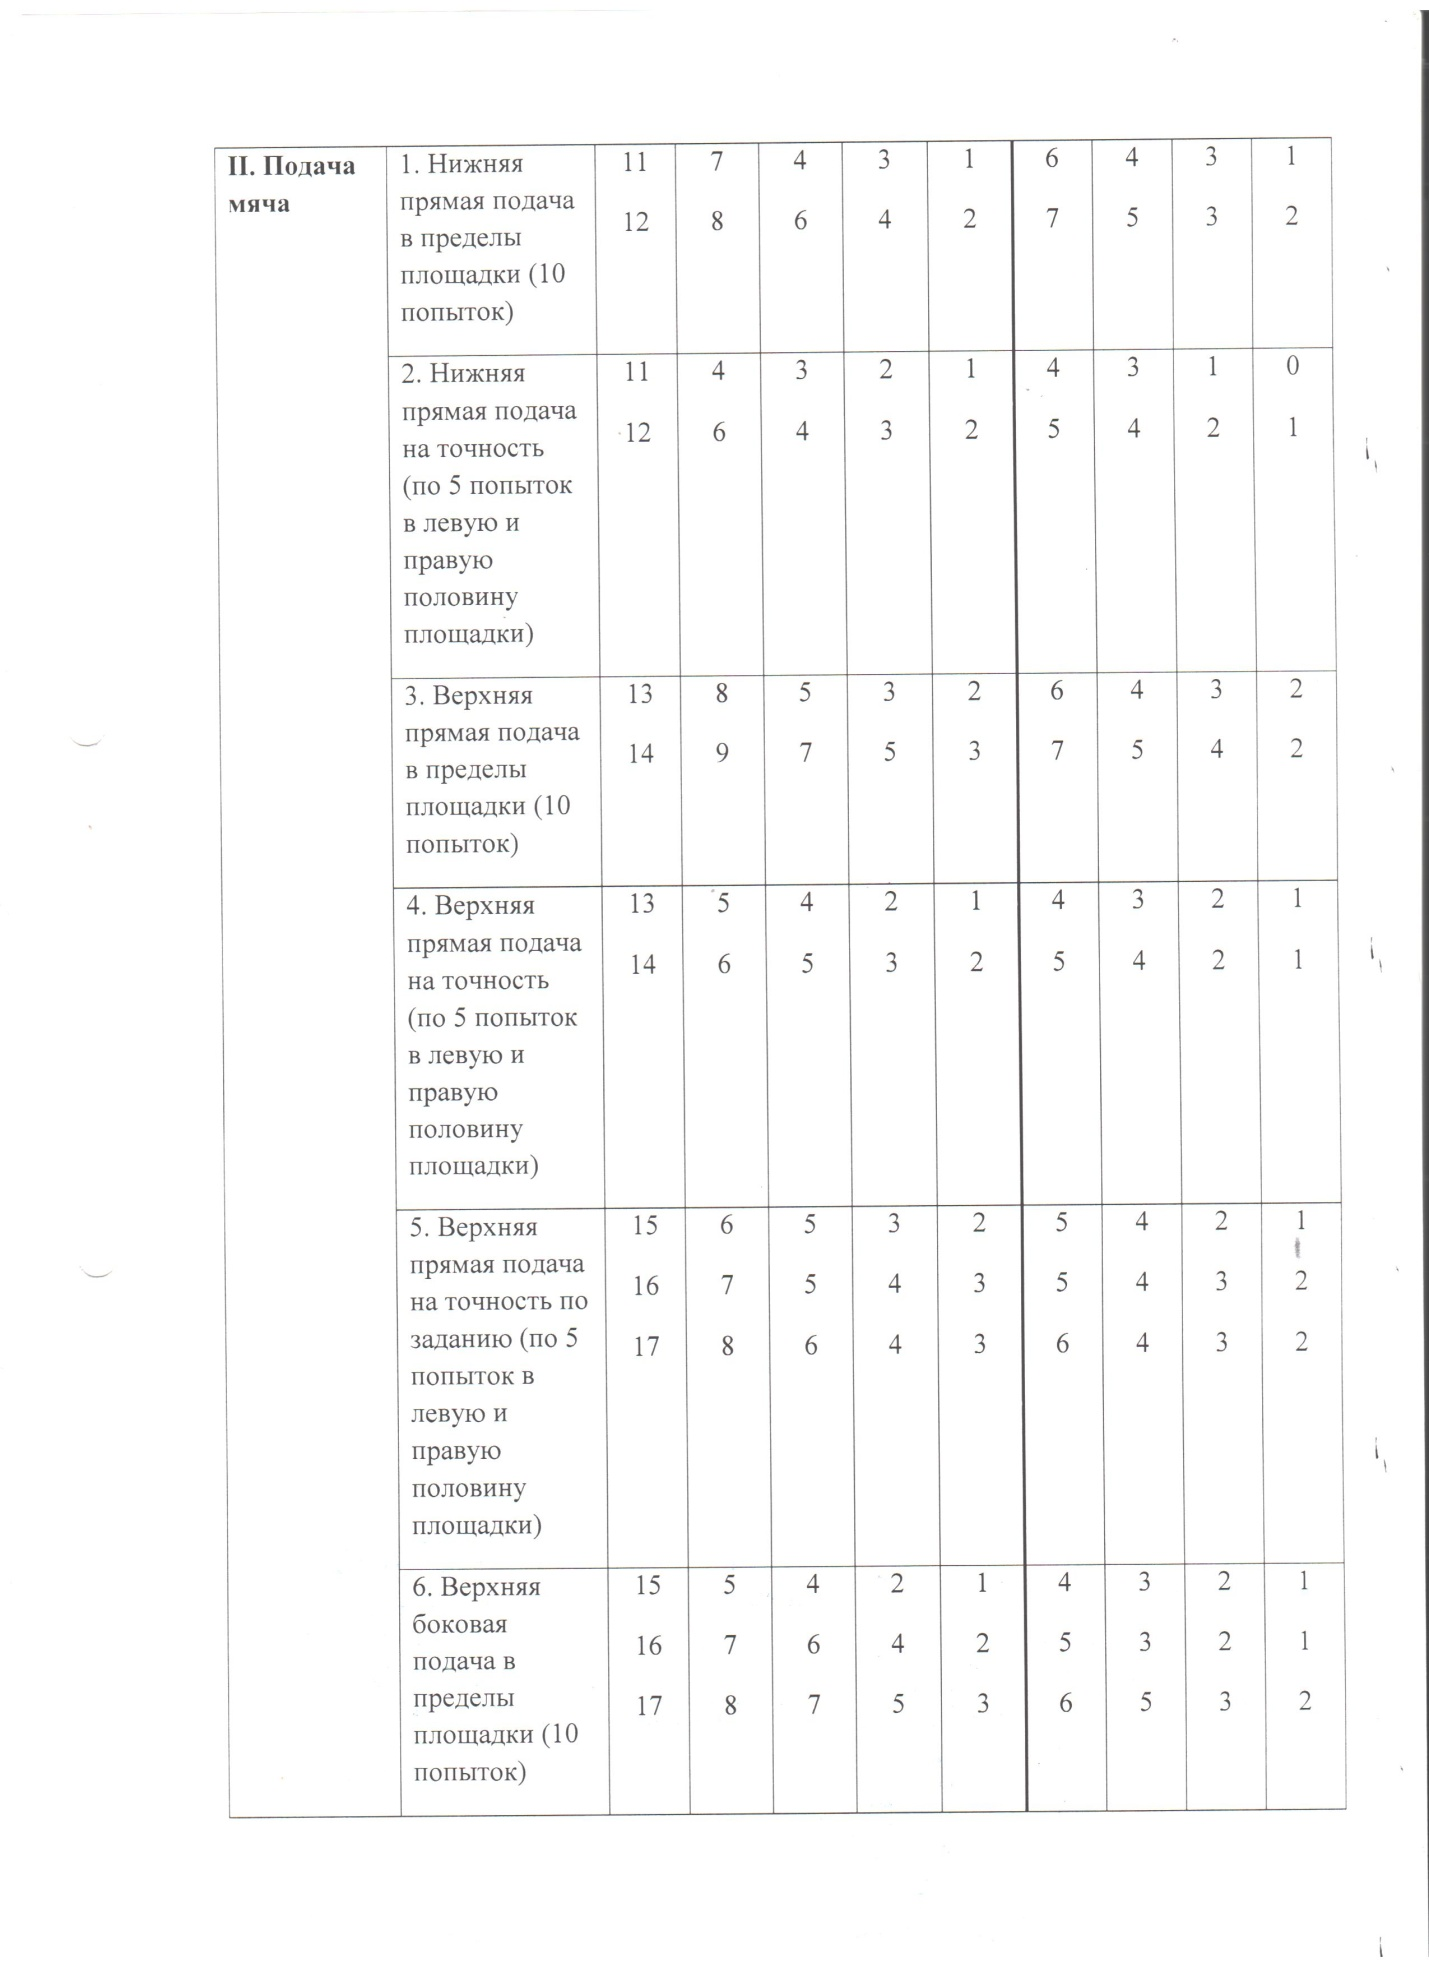 II. Подача
мяча
1. Нижняя
прямая подача
в пределы
площадки (10
попыток)
11 7 4 3 1 6 4 3 1
12 8 6 4 2 7 5 3 2
2. Нижняя
прямая подача
на точность
(по 5 попыток
в левую и
правую
половину
площадки)
11 4 3 2 1 4 3 1 0
12 6 4 3 2 5 4 2 1
3. Верхняя
прямая подача
в пределы
площадки (10
попыток)
13 8 5 3 2 6 4 3 2
14 9 7 5 3 7 5 4 2
4. Верхняя
прямая подача
на точность
(по 5 попыток
в левую и
правую
половину
площадки)
13 5 4 2 1 4 3 2 1
14 6 5 3 2 5 4 2 1
5. Верхняя
прямая подача
на точность по
заданию (по 5
попыток в
левую и
правую
половину
площадки)
15 6 5 3 2 5 4 2 1
16 7 5 4 3 5 4 3 2
17 8 6 4 3 6 4 3 2
6. Верхняя
боковая
подача в
пределы
площадки (10
попыток)
15 5 4 2 1 4 3 2 1
16 7 6 4 2 5 3 2 1
17 8 7 5 3 6 5 3 2